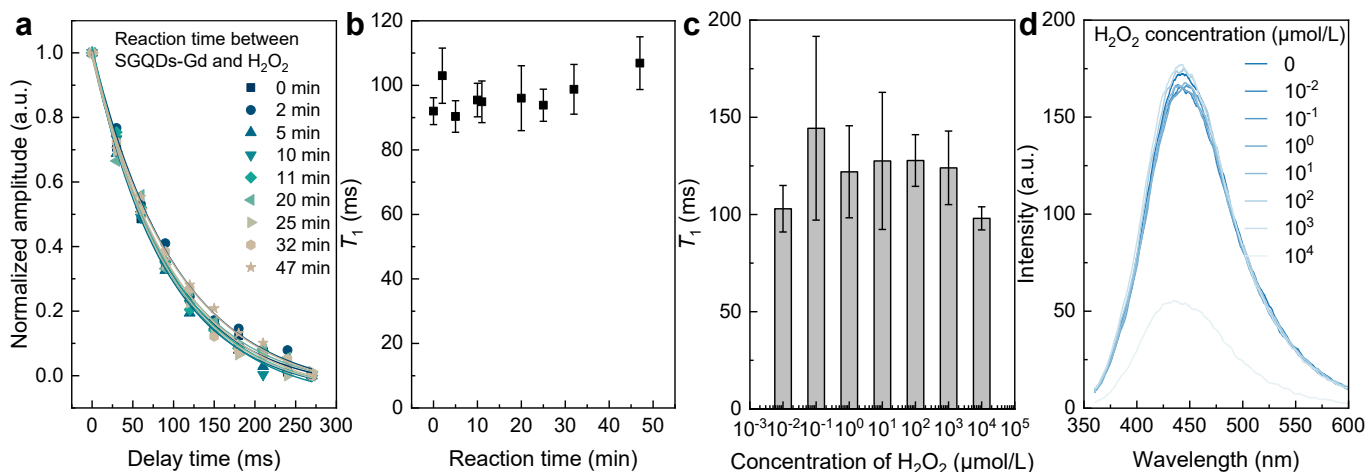 a
Reaction time between
SGQDs-Gd and H₂O₂
0 min
2 min
5 min
10 min
11 min
20 min
25 min
32 min
47 min
Normalized amplitude (a.u.)
1.0
0.8
0.6
0.4
0.2
0.0
0 50 100 150 200 250 300
Delay time (ms)
b
T₁ (ms)
120
100
80
60
40
20
0
0 10 20 30 40 50
Reaction time (min)
c
T₁ (ms)
200
150
100
50
0
10⁻³ 10⁻² 10⁻¹ 10⁰ 10¹ 10² 10³ 10⁴ 10⁵
Concentration of H₂O₂ (μmol/L)
d
H₂O₂ concentration (μmol/L)
0
10⁻²
10⁻¹
10⁰
10¹
10²
10³
10⁴
Intensity (a.u.)
200
150
100
50
0
350 400 450 500 550 600
Wavelength (nm)